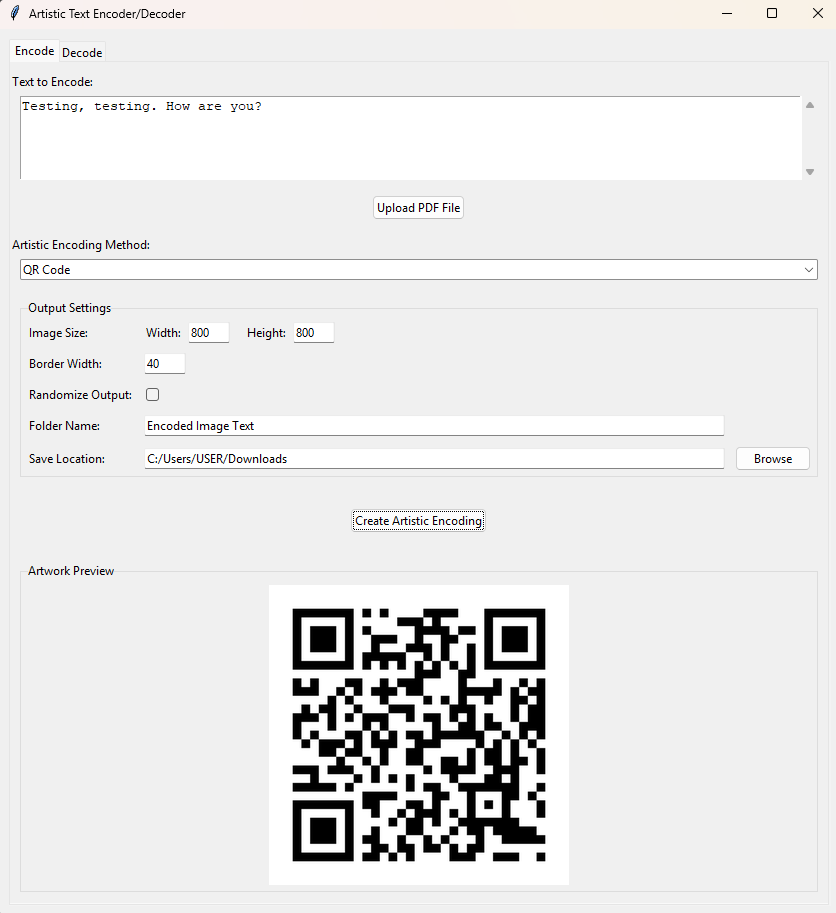 Artistic Text Encoder/Decoder
Encode Decode
Text to Encode:
Testing, testing. How are you?
Upload PDF File
Artistic Encoding Method:
QR Code
Output Settings
Image Size: Width: 800 Height: 800
Border Width: 40
Randomize Output:
Folder Name: Encoded Image Text
Save Location: C:/Users/USER/Downloads Browse
Create Artistic Encoding
Artwork Preview